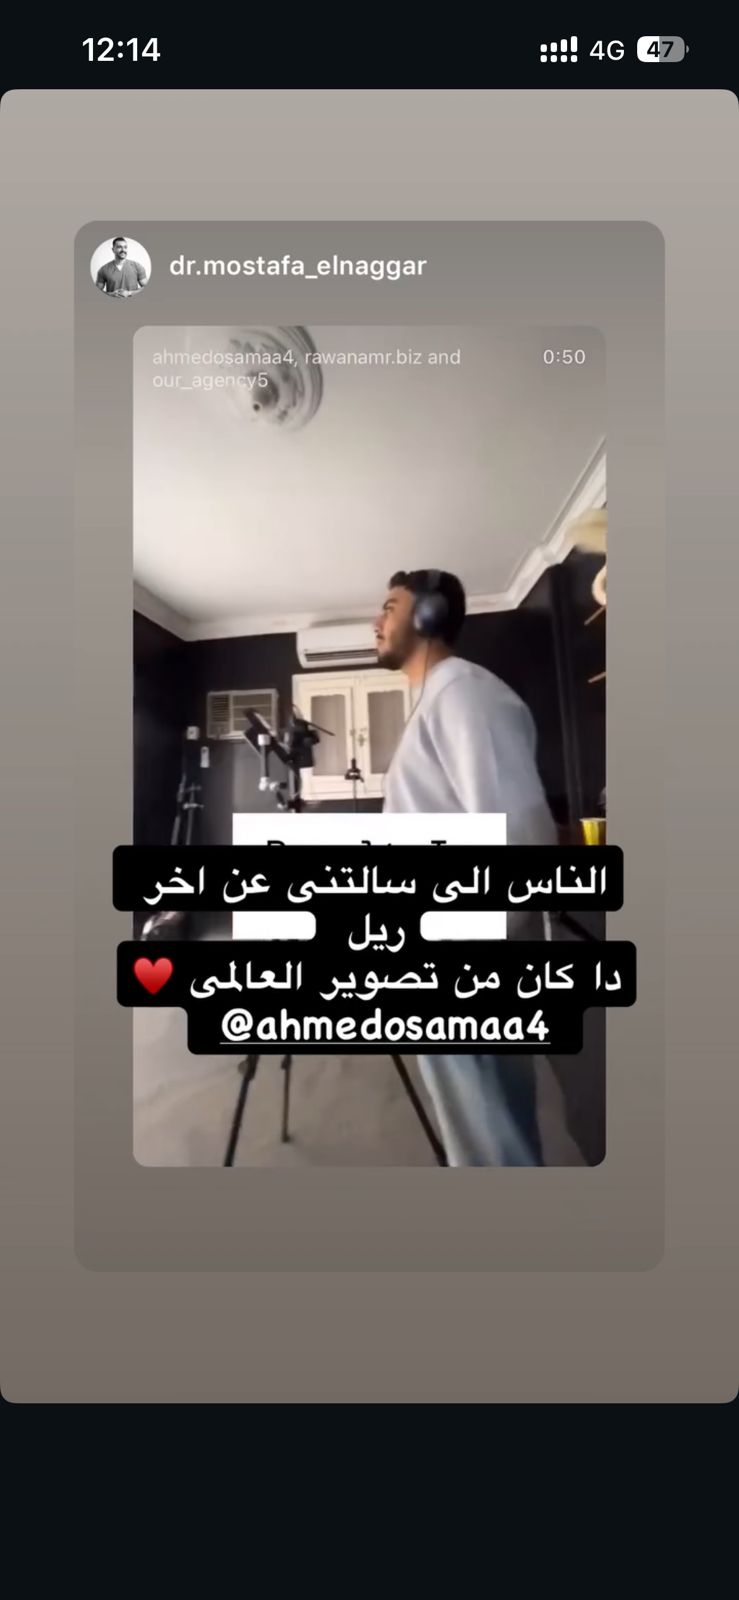 12:14
4G
47
dr.mostafa_elnaggar
ahmedosamaa4, rawanamr.biz and
our_agency5
0:50
الناس الى سالتنى عن اخر
ريل
دا كان من تصوير العالمى ♥️
@ahmedosamaa4